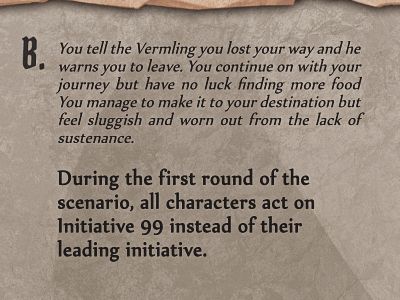 B. You tell the Vermling you lost your way and he
warns you to leave. You continue on with your
journey but have no luck finding more food
You manage to make it to your destination but
feel sluggish and worn out from the lack of
sustenance.
During the first round of the
scenario, all characters act on
Initiative 99 instead of their
leading initiative.